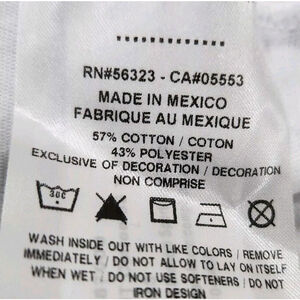 RN#56323 - CA#05553
MADE IN MEXICO
FABRIQUE AU MEXIQUE
57% COTTON / COTON
43% POLYESTER
EXCLUSIVE OF DECORATION / DECORATION
NON COMPRISE
30C
WASH INSIDE OUT WITH LIKE COLORS / REMOVE
IMMEDIATELY / DO NOT ALLOW TO LAY ON ITSELF
WHEN WET / DO NOT USE SOFTENERS / DO NOT
IRON DESIGN